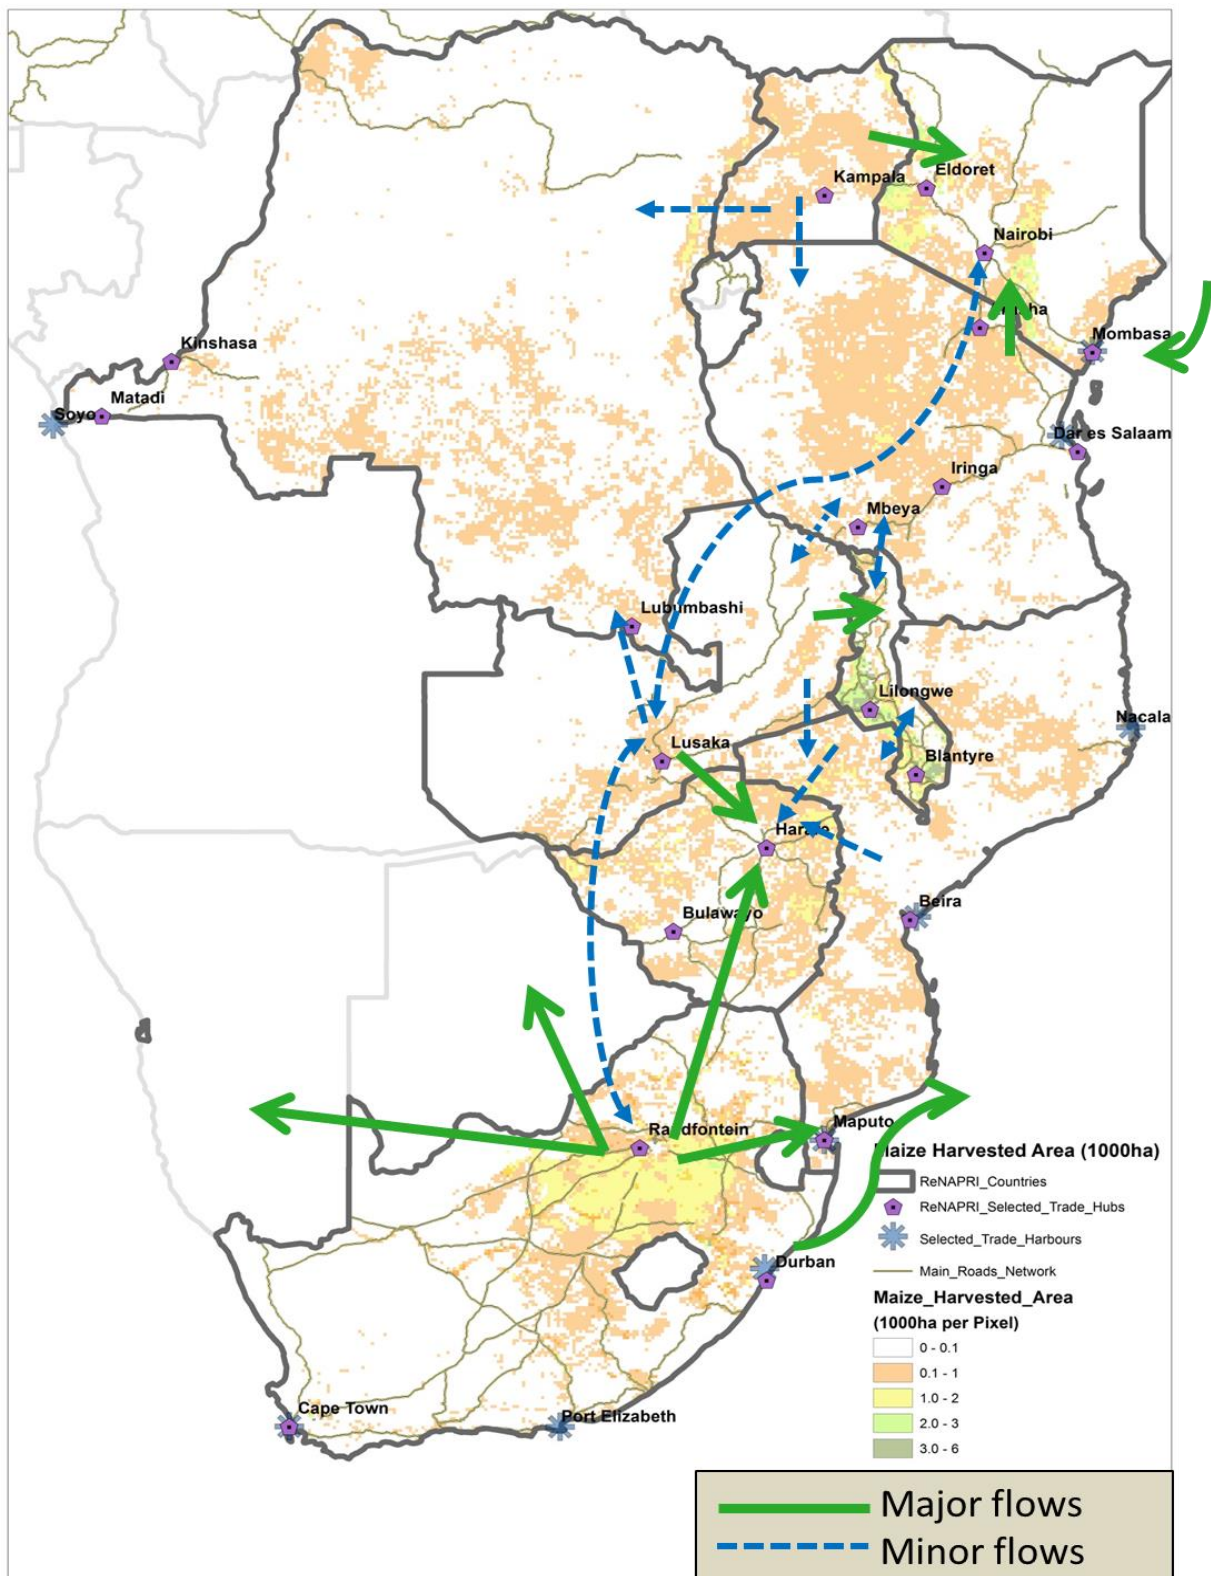 Kampala
Eldoret
Nairobi
Mombasa
Kinshasa
Matadi
Soyo
Dar es Salaam
Iringa
Mbeya
Lubumbashi
Lilongwe
Nacala
Lusaka
Blantyre
Harare
Bulawayo
Beira
Randfontein
Maputo
Durban
Cape Town
Port Elizabeth
Maize Harvested Area (1000ha)
ReNAPRI_Countries
ReNAPRI_Selected_Trade_Hubs
Selected_Trade_Harbours
Main_Roads_Network
Maize_Harvested_Area
(1000ha per Pixel)
0 - 0.1
0.1 - 1
1.0 - 2
2.0 - 3
3.0 - 6
Major flows
Minor flows